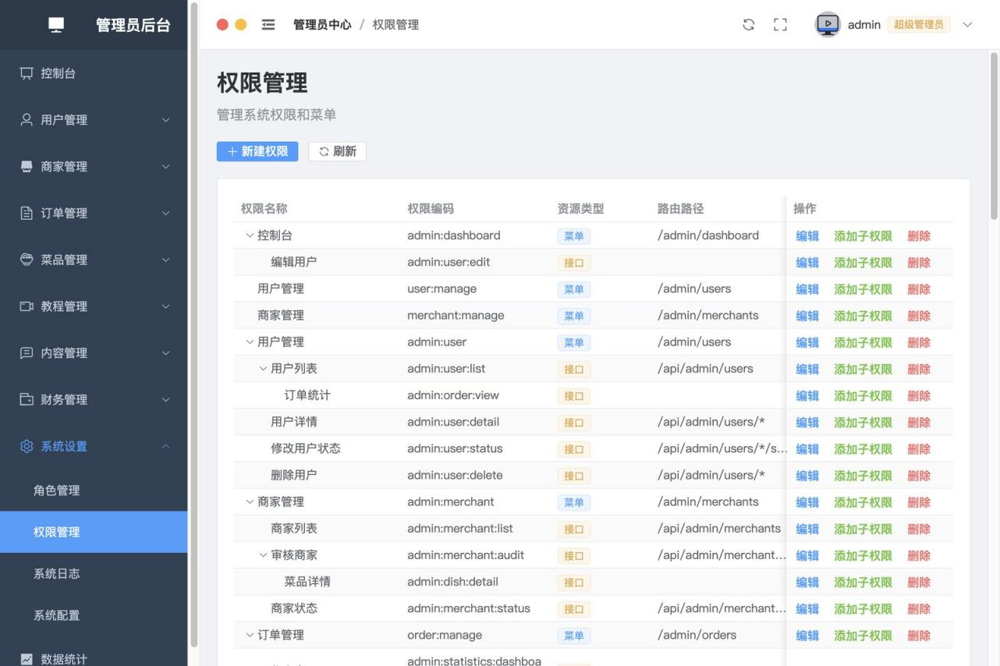 管理员后台
管理员中心 / 权限管理
admin 超级管理员
控制台
用户管理
商家管理
订单管理
菜品管理
教程管理
内容管理
财务管理
系统设置
角色管理
权限管理
系统日志
系统配置
数据统计
权限管理
管理系统权限和菜单
新建权限 刷新
权限名称 权限编码 资源类型 路由路径 操作
控制台 admin:dashboard 菜单 /admin/dashboard 编辑 添加子权限 删除
编辑用户 admin:user:edit 接口 编辑 添加子权限 删除
用户管理 user:manage 菜单 /admin/users 编辑 添加子权限 删除
商家管理 merchant:manage 菜单 /admin/merchants 编辑 添加子权限 删除
用户管理 admin:user 菜单 /admin/users 编辑 添加子权限 删除
用户列表 admin:user:list 接口 /api/admin/users 编辑 添加子权限 删除
订单统计 admin:order:view 接口 编辑 添加子权限 删除
用户详情 admin:user:detail 接口 /api/admin/users/* 编辑 添加子权限 删除
修改用户状态 admin:user:status 接口 /api/admin/users/*/s... 编辑 添加子权限 删除
删除用户 admin:user:delete 接口 /api/admin/users/* 编辑 添加子权限 删除
商家管理 admin:merchant 菜单 /admin/merchants 编辑 添加子权限 删除
商家列表 admin:merchant:list 接口 /api/admin/merchants 编辑 添加子权限 删除
审核商家 admin:merchant:audit 接口 /api/admin/merchant... 编辑 添加子权限 删除
菜品详情 admin:dish:detail 接口 编辑 添加子权限 删除
商家状态 admin:merchant:status 接口 /api/admin/merchant... 编辑 添加子权限 删除
订单管理 order:manage 菜单 /admin/orders 编辑 添加子权限 删除
admin:statistics:dashboa